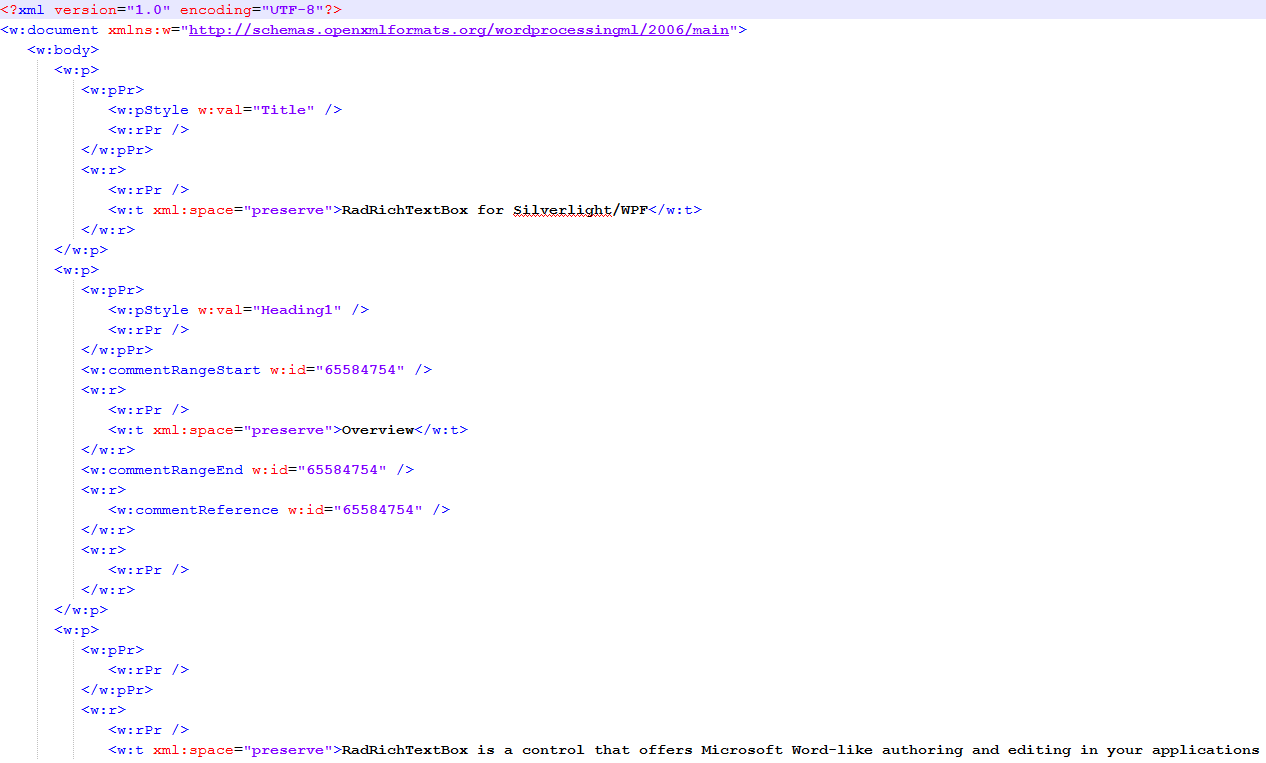 <?xml version="1.0" encoding="UTF-8"?>
<w:document xmlns:w="http://schemas.openxmlformats.org/wordprocessingml/2006/main">
<w:body>
<w:p>
<w:pPr>
<w:pStyle w:val="Title" />
<w:rPr />
</w:pPr>
<w:r>
<w:rPr />
<w:t xml:space="preserve">RadRichTextBox for Silverlight/WPF</w:t>
</w:r>
</w:p>
<w:p>
<w:pPr>
<w:pStyle w:val="Heading1" />
<w:rPr />
</w:pPr>
<w:commentRangeStart w:id="65584754" />
<w:r>
<w:rPr />
<w:t xml:space="preserve">Overview</w:t>
</w:r>
<w:commentRangeEnd w:id="65584754" />
<w:r>
<w:commentReference w:id="65584754" />
</w:r>
<w:r>
<w:rPr />
</w:r>
</w:p>
<w:p>
<w:pPr>
<w:rPr />
</w:pPr>
<w:r>
<w:rPr />
<w:t xml:space="preserve">RadRichTextBox is a control that offers Microsoft Word-like authoring and editing in your applications